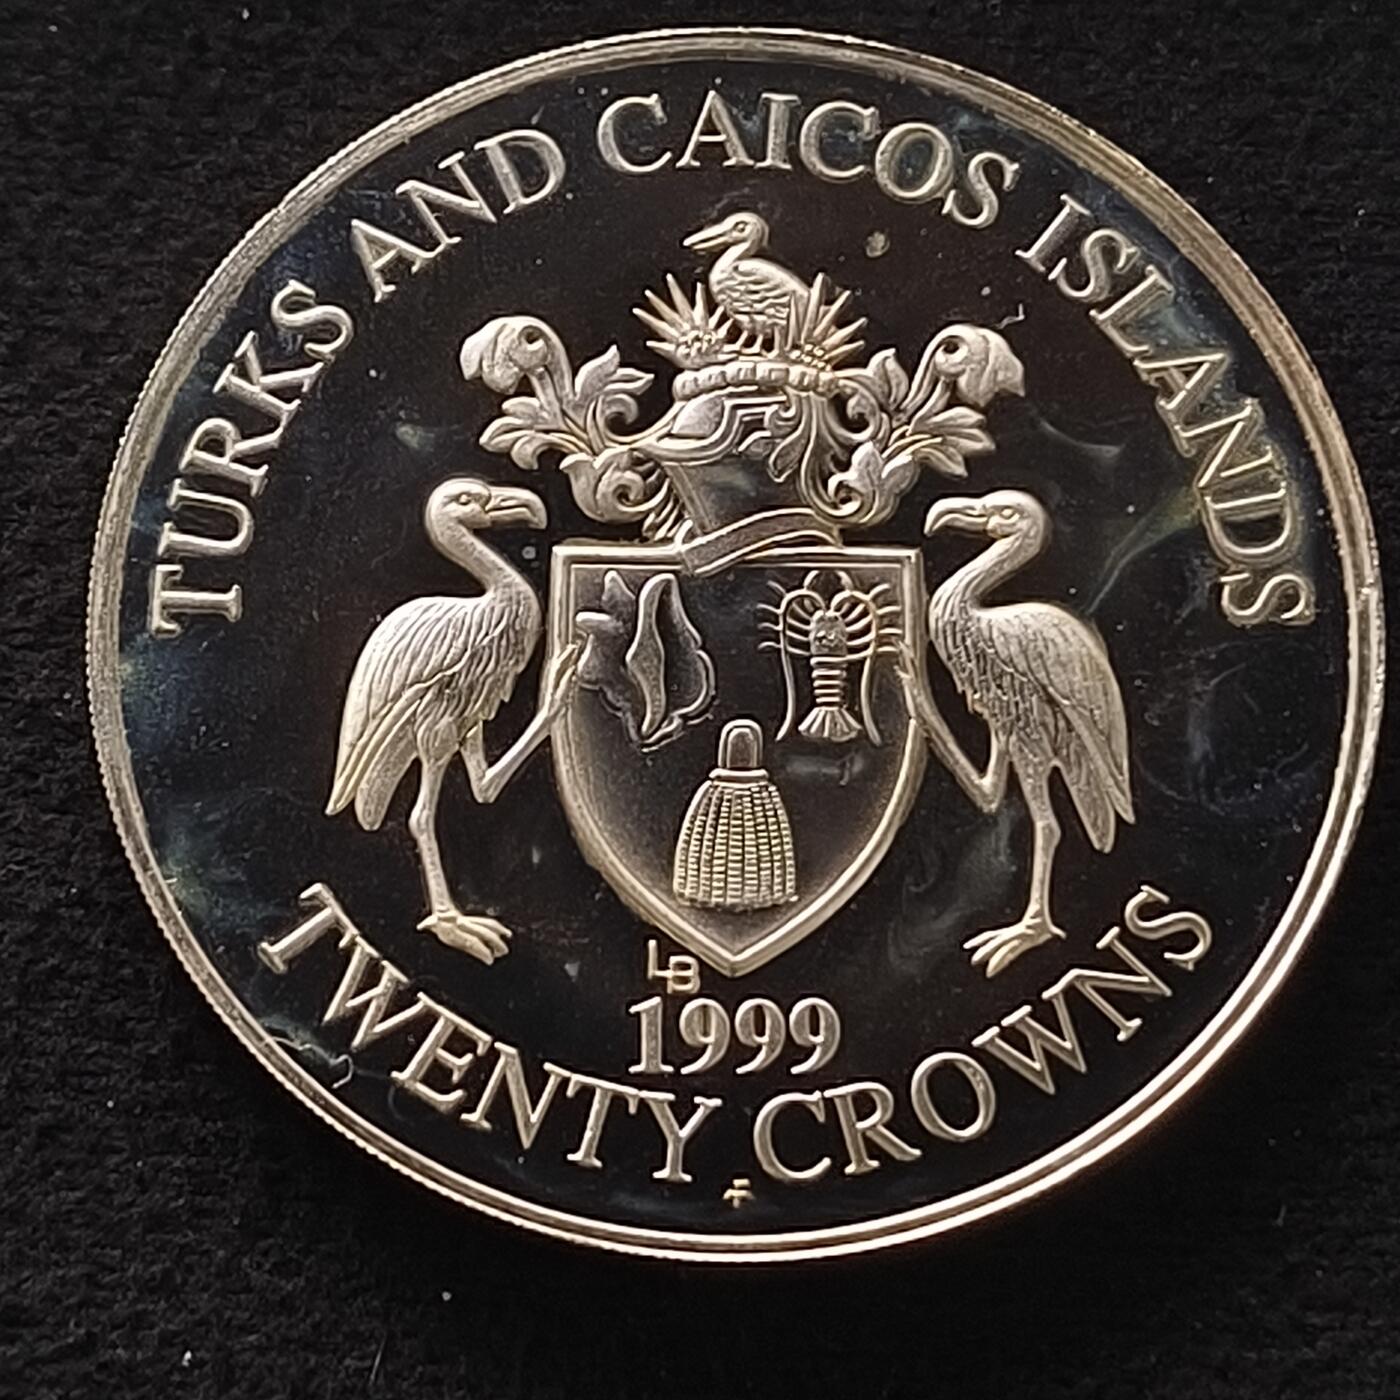 TURKS AND CAICOS ISLANDS
LB
1999
TWENTY CROWNS